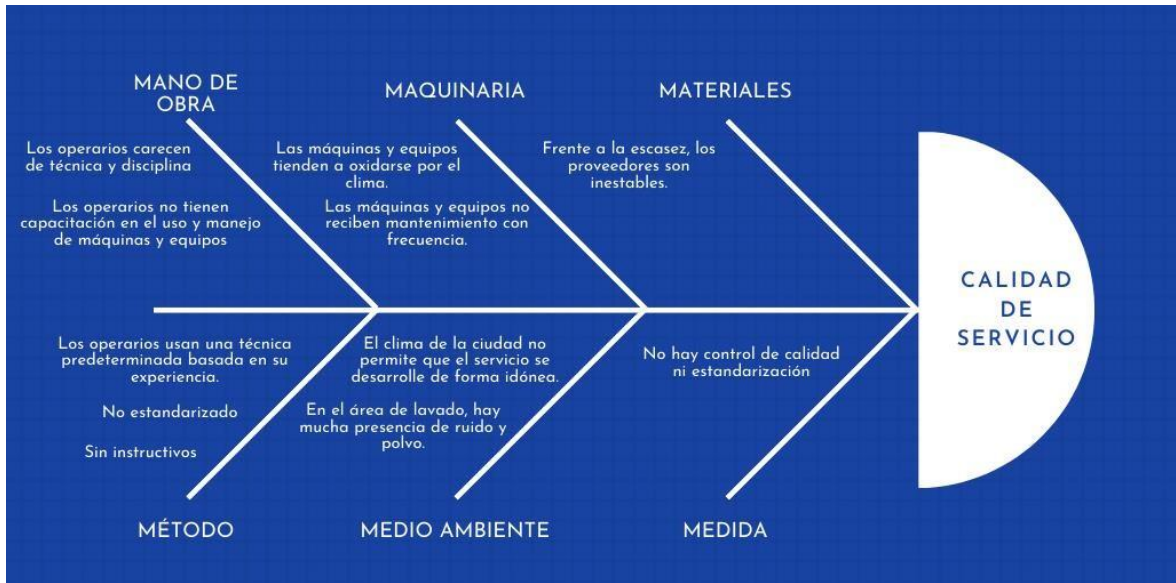 MANO DE
OBRA
Los operarios carecen
de técnica y disciplina
Los operarios no tienen
capacitación en el uso y manejo
de máquinas y equipos
MAQUINARIA
Las máquinas y equipos
tienden a oxidarse por el
clima.
Las máquinas y equipos no
reciben mantenimiento con
frecuencia.
MATERIALES
Frente a la escasez, los
proveedores son
inestables.
CALIDAD
DE
SERVICIO
Los operarios usan una técnica
predeterminada basada en su
experiencia.
No estandarizado
Sin instructivos
MÉTODO
El clima de la ciudad no
permite que el servicio se
desarrolle de forma idónea.
En el área de lavado, hay
mucha presencia de ruido y
polvo.
MEDIO AMBIENTE
No hay control de calidad
ni estandarización
MEDIDA